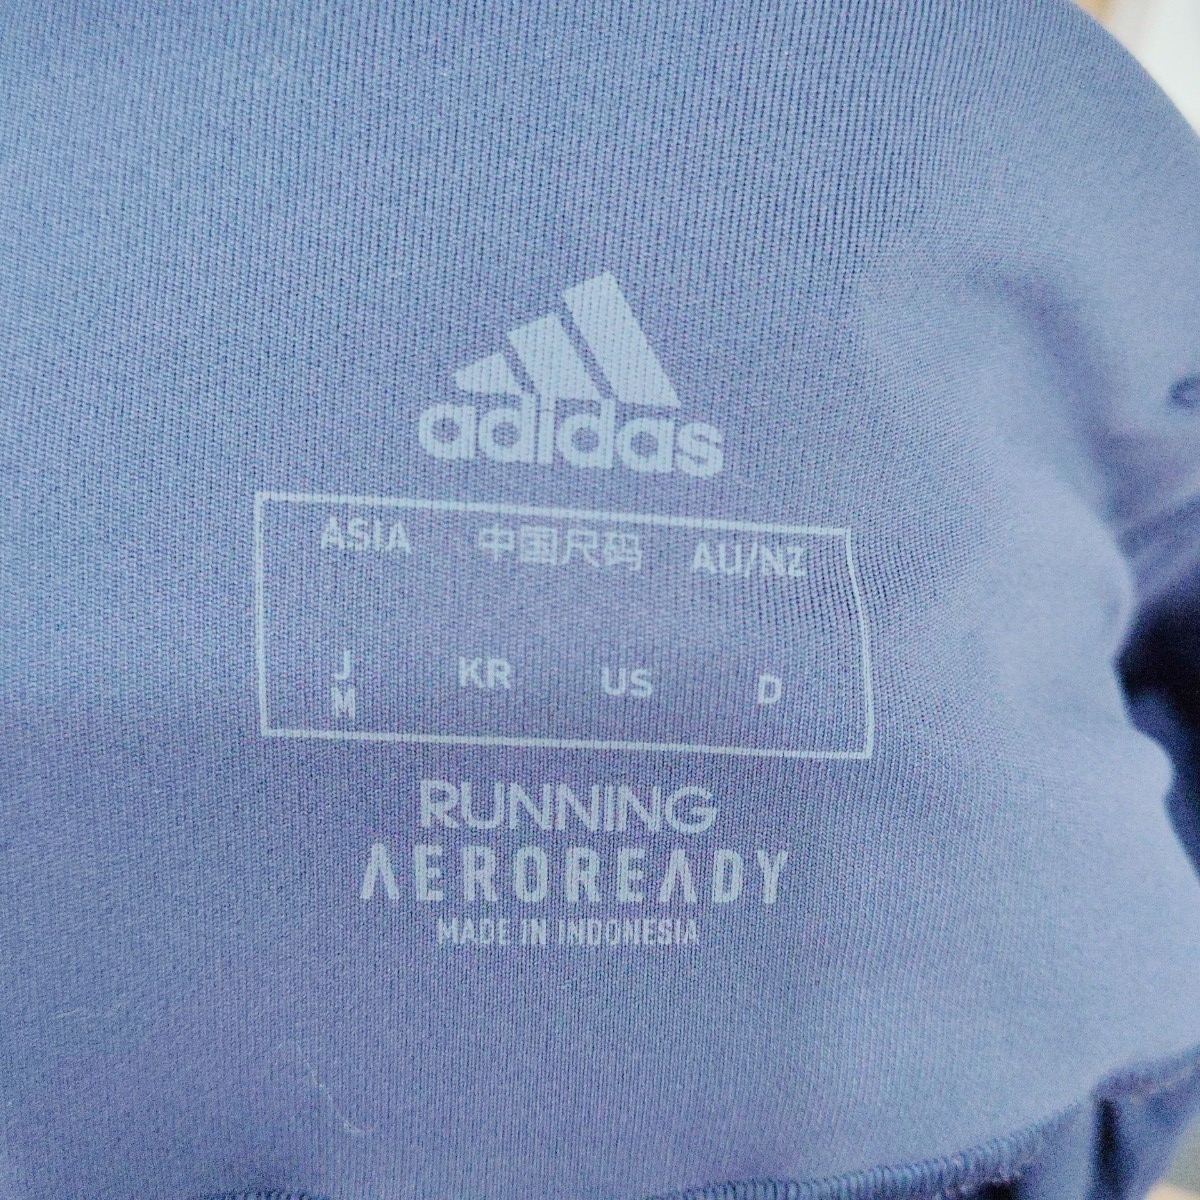 adidas
ASIA 中国尺码 AU/NZ
J KR US D
M
RUNNING
AEROREADY
MADE IN INDONESIA